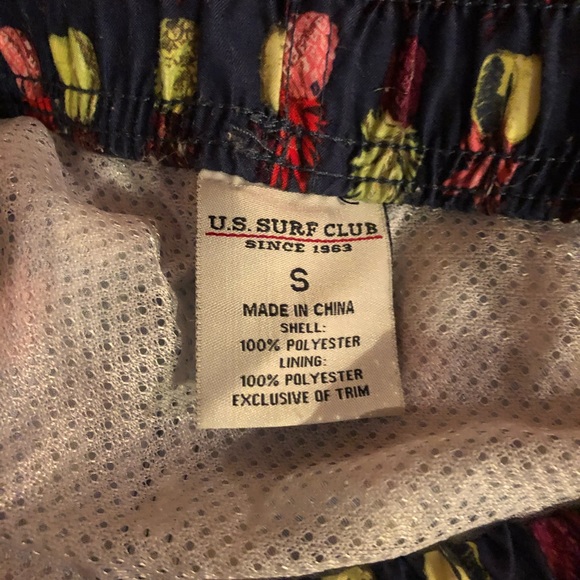 U.S. SURF CLUB
SINCE 1963
S
MADE IN CHINA
SHELL:
100% POLYESTER
LINING:
100% POLYESTER
EXCLUSIVE OF TRIM